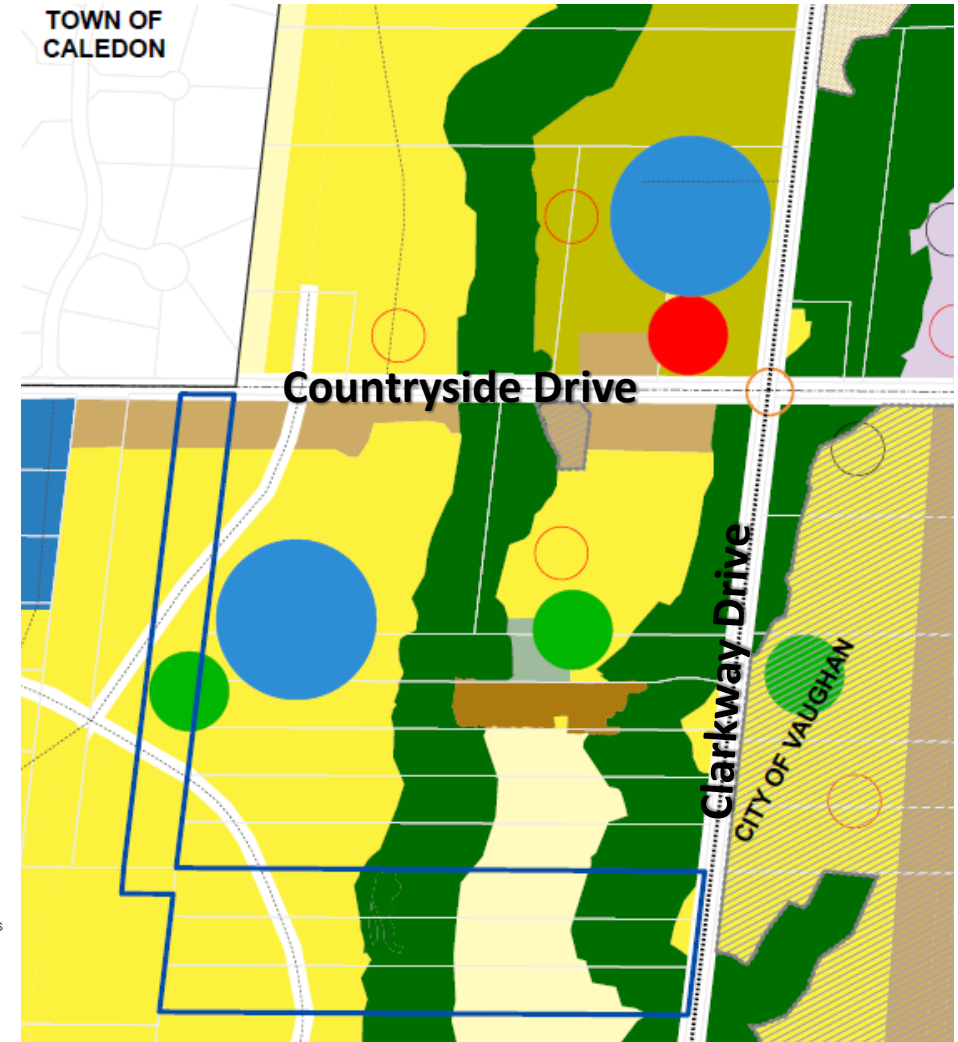 TOWN OF
CALEDON
Countryside Drive
Clarkway Drive
CITY OF VAUGHAN
s